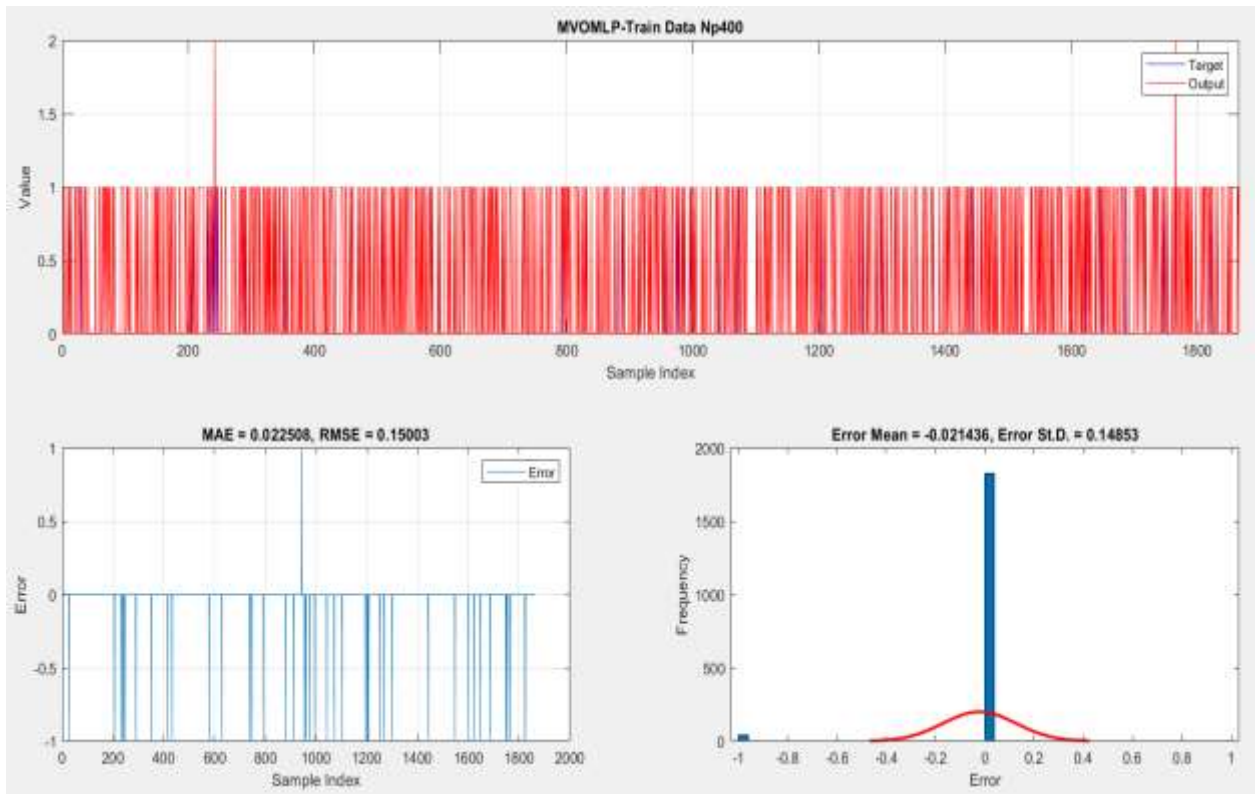 MVOMLP-Train Data Np400
2
1.5
1
0.5
0
Value
Target
Output
0 200 400 600 800 1000 1200 1400 1600 1800
Sample Index
MAE = 0.022508, RMSE = 0.15003
1
0.5
0
-0.5
-1
Error
Error
0 200 400 600 800 1000 1200 1400 1600 1800 2000
Sample Index
Error Mean = -0.021436, Error St.D. = 0.14853
2000
1500
1000
500
0
Frequency
-1 -0.8 -0.6 -0.4 -0.2 0 0.2 0.4 0.6 0.8 1
Error